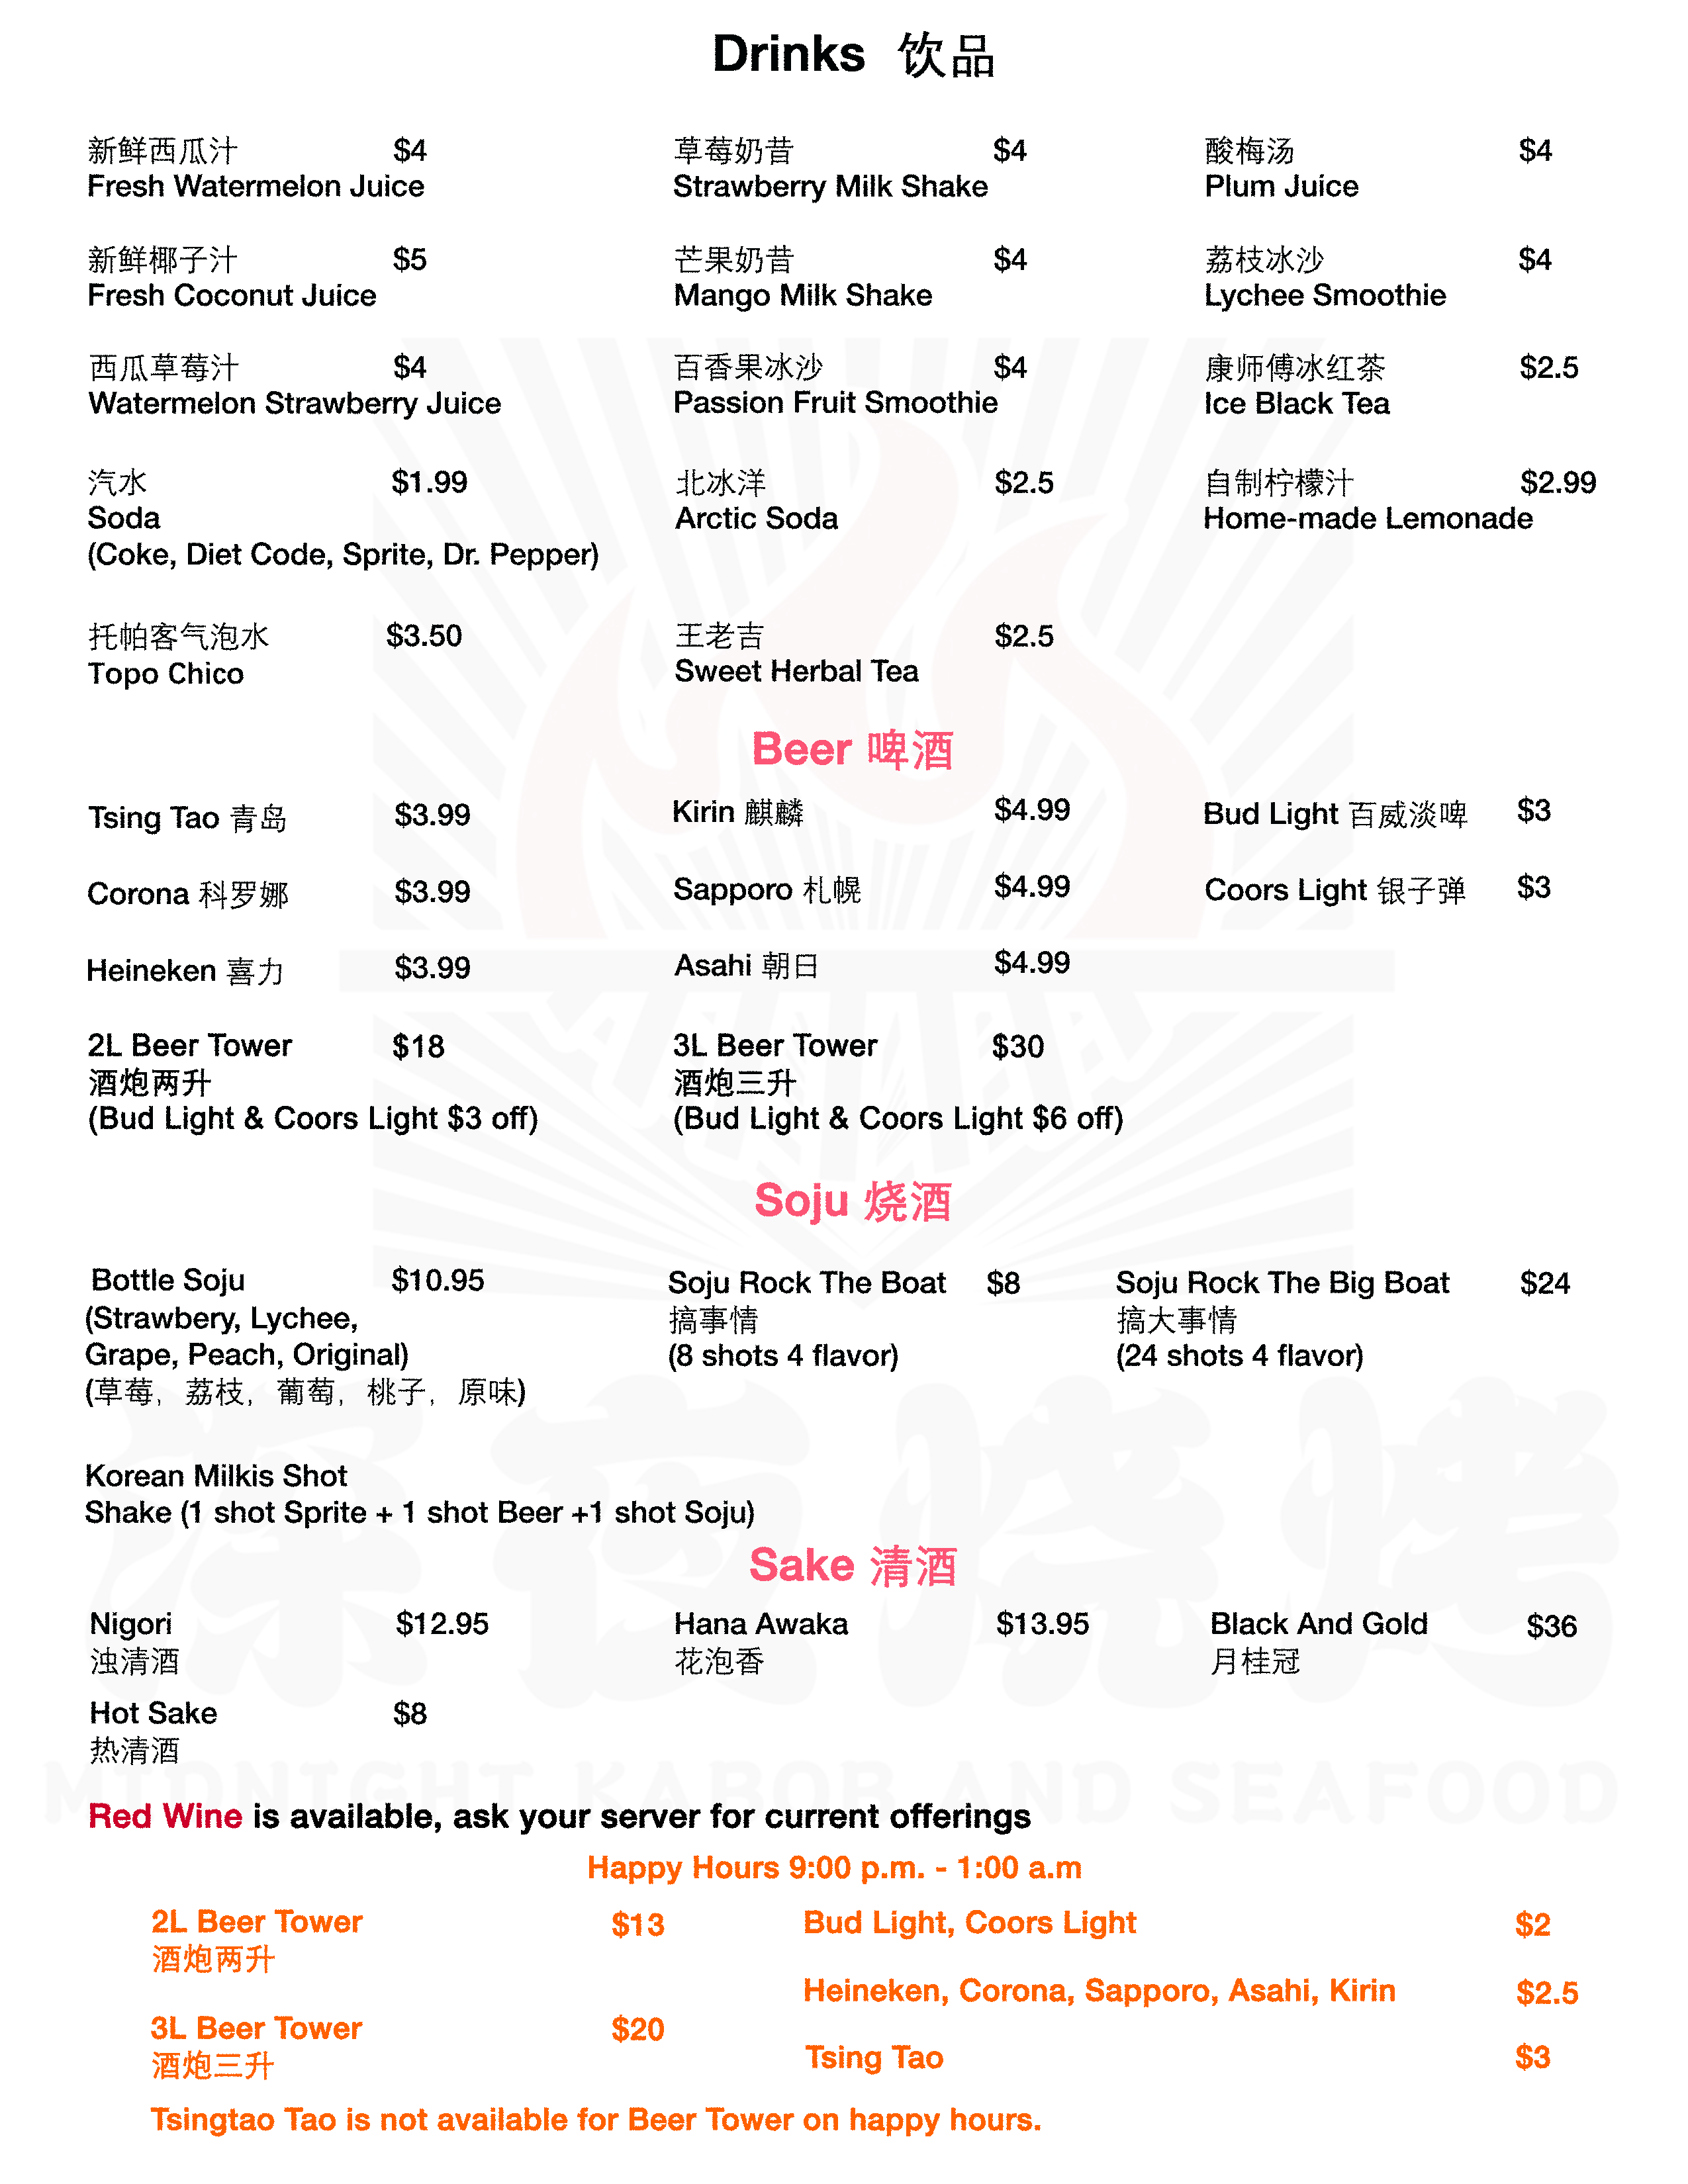 Drinks 饮品
新鲜西瓜汁 $4 草莓奶昔 $4 酸梅汤 $4
Fresh Watermelon Juice Strawberry Milk Shake Plum Juice
新鲜椰子汁 $5 芒果奶昔 $4 荔枝冰沙 $4
Fresh Coconut Juice Mango Milk Shake Lychee Smoothie
西瓜草莓汁 $4 百香果冰沙 $4 康师傅冰红茶 $2.5
Watermelon Strawberry Juice Passion Fruit Smoothie Ice Black Tea
汽水 $1.99 北冰洋 $2.5 自制柠檬汁 $2.99
Soda Arctic Soda Home-made Lemonade
(Coke, Diet Code, Sprite, Dr. Pepper)
托帕客气泡水 $3.50 王老吉 $2.5
Topo Chico Sweet Herbal Tea
Beer 啤酒
Tsing Tao 青岛 $3.99 Kirin 麒麟 $4.99 Bud Light 百威淡啤 $3
Corona 科罗娜 $3.99 Sapporo 札幌 $4.99 Coors Light 银子弹 $3
Heineken 喜力 $3.99 Asahi 朝日 $4.99
2L Beer Tower $18 3L Beer Tower $30
酒炮两升 酒炮三升
(Bud Light & Coors Light $3 off) (Bud Light & Coors Light $6 off)
Soju 烧酒
Bottle Soju $10.95 Soju Rock The Boat $8 Soju Rock The Big Boat $24
(Strawbery, Lychee, 搞事情 搞大事情
Grape, Peach, Original) (8 shots 4 flavor) (24 shots 4 flavor)
(草莓，荔枝，葡萄，桃子，原味)
Korean Milkis Shot
Shake (1 shot Sprite + 1 shot Beer +1 shot Soju)
Sake 清酒
Nigori $12.95 Hana Awaka $13.95 Black And Gold $36
浊清酒 花泡香 月桂冠
Hot Sake $8
热清酒
深夜烧烤
MIDNIGHT KABOB AND SEAFOOD
Red Wine is available, ask your server for current offerings
Happy Hours 9:00 p.m. - 1:00 a.m
2L Beer Tower $13 Bud Light, Coors Light $2
酒炮两升
Heineken, Corona, Sapporo, Asahi, Kirin $2.5
3L Beer Tower $20
酒炮三升 Tsing Tao $3
Tsingtao Tao is not available for Beer Tower on happy hours.